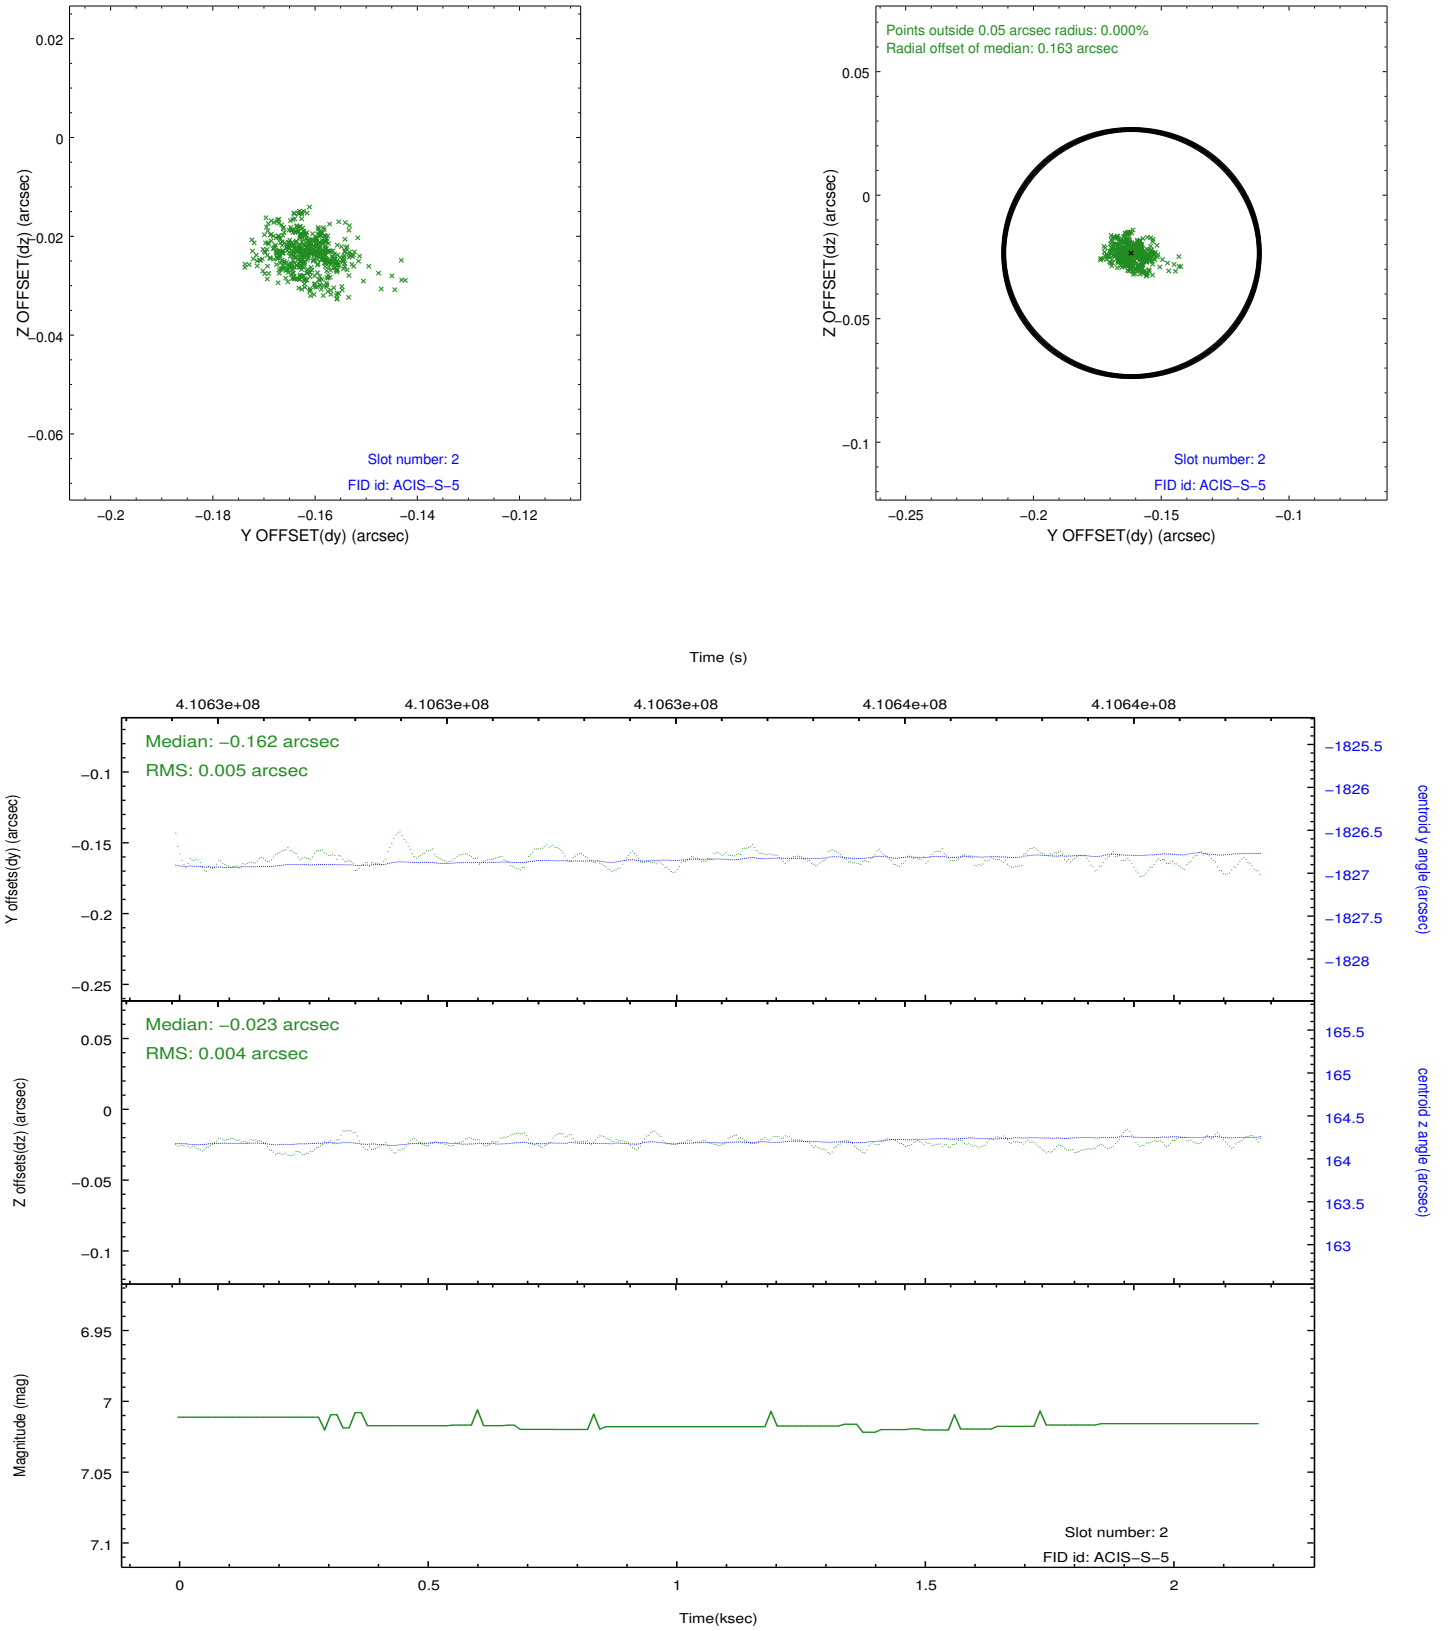 0.02
0
−0.02
−0.04
−0.06
Z OFFSET(dz) (arcsec)
Slot number: 2
FID id: ACIS−S−5
−0.2
−0.18
−0.16
−0.14
−0.12
Y OFFSET(dy) (arcsec)
Points outside 0.05 arcsec radius: 0.000%
Radial offset of median: 0.163 arcsec
0.05
0
−0.05
−0.1
Z OFFSET(dz) (arcsec)
Slot number: 2
FID id: ACIS−S−5
−0.25
−0.2
−0.15
−0.1
Y OFFSET(dy) (arcsec)
Time (s)
4.1063e+08
4.1063e+08
4.1063e+08
4.1064e+08
4.1064e+08
Median: −0.162 arcsec
RMS: 0.005 arcsec
−0.1
−0.15
−0.2
−0.25
Y offsets(dy) (arcsec)
−1825.5
−1826
−1826.5
−1827
−1827.5
−1828
centroid y angle (arcsec)
Median: −0.023 arcsec
RMS: 0.004 arcsec
0.05
0
−0.05
−0.1
Z offsets(dz) (arcsec)
165.5
165
164.5
164
163.5
163
centroid z angle (arcsec)
6.95
7
7.05
7.1
Magnitude (mag)
Slot number: 2
FID id: ACIS−S−5
0
0.5
1
1.5
2
Time(ksec)